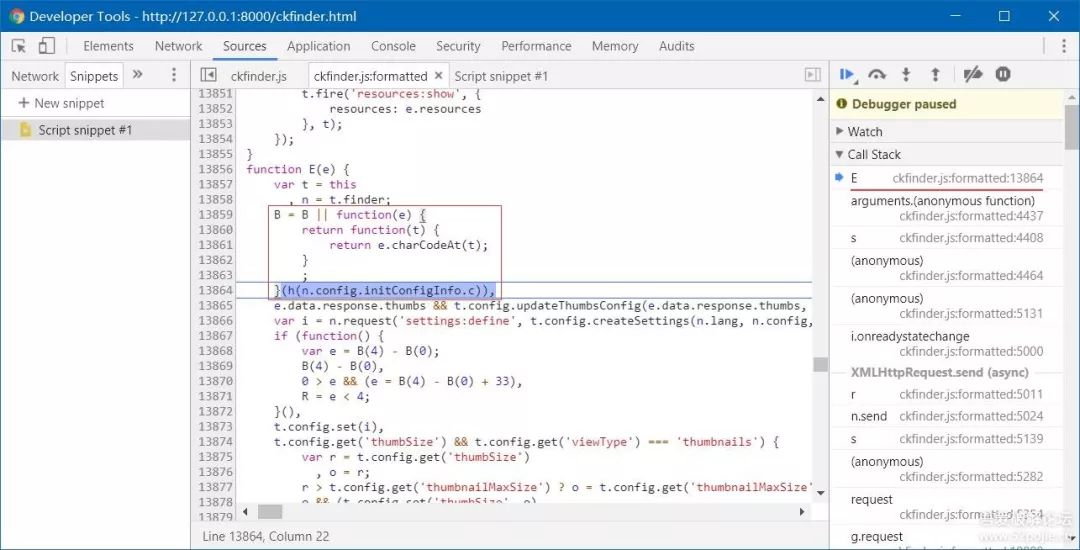 Developer Tools - http://127.0.0.1:8000/ckfinder.html
Elements Network Sources Application Console Security Performance Memory Audits
Network Snippets »
ckfinder.js ckfinder.js:formatted × Script snippet #1
+ New snippet
Script snippet #1
13851 t.fire('resources:show', {
13852 resources: e.resources
13853 }, t);
13854 });
13855 }
13856 function E(e) {
13857 var t = this
13858 , n = t.finder;
13859 B = B || function(e) {
13860 return function(t) {
13861 return e.charCodeAt(t);
13862 }
13863 ;
13864 }(h(n.config.initConfigInfo.c)),
13865 e.data.response.thumbs && t.config.updateThumbsConfig(e.data.response.thumbs,
13866 var i = n.request('settings:define', t.config.createSettings(n.lang, n.config,
13867 if (function() {
13868 var e = B(4) - B(0);
13869 B(4) - B(0),
13870 0 > e && (e = B(4) - B(0) + 33),
13871 R = e < 4;
13872 }(),
13873 t.config.set(i),
13874 t.config.get('thumbSize') && t.config.get('viewType') === 'thumbnails') {
13875 var r = t.config.get('thumbSize')
13876 , o = r;
13877 r > t.config.get('thumbnailMaxSize') ? o = t.config.get('thumbnailMaxSize'
13878 o && (t.config.set('thumbSize', o)
13879
Line 13864, Column 22
Debugger paused
Watch
Call Stack
E ckfinder.js:formatted:13864
arguments.(anonymous function)
ckfinder.js:formatted:4437
s ckfinder.js:formatted:4408
(anonymous)
ckfinder.js:formatted:4464
(anonymous)
ckfinder.js:formatted:5131
i.onreadystatechange
ckfinder.js:formatted:5000
XMLHttpRequest.send (async)
r ckfinder.js:formatted:5011
n.send ckfinder.js:formatted:5024
s ckfinder.js:formatted:5139
(anonymous)
ckfinder.js:formatted:5282
request
ckfinder.js:formatted:5254
g.request
吾爱破解论坛
www.52pojie.cn